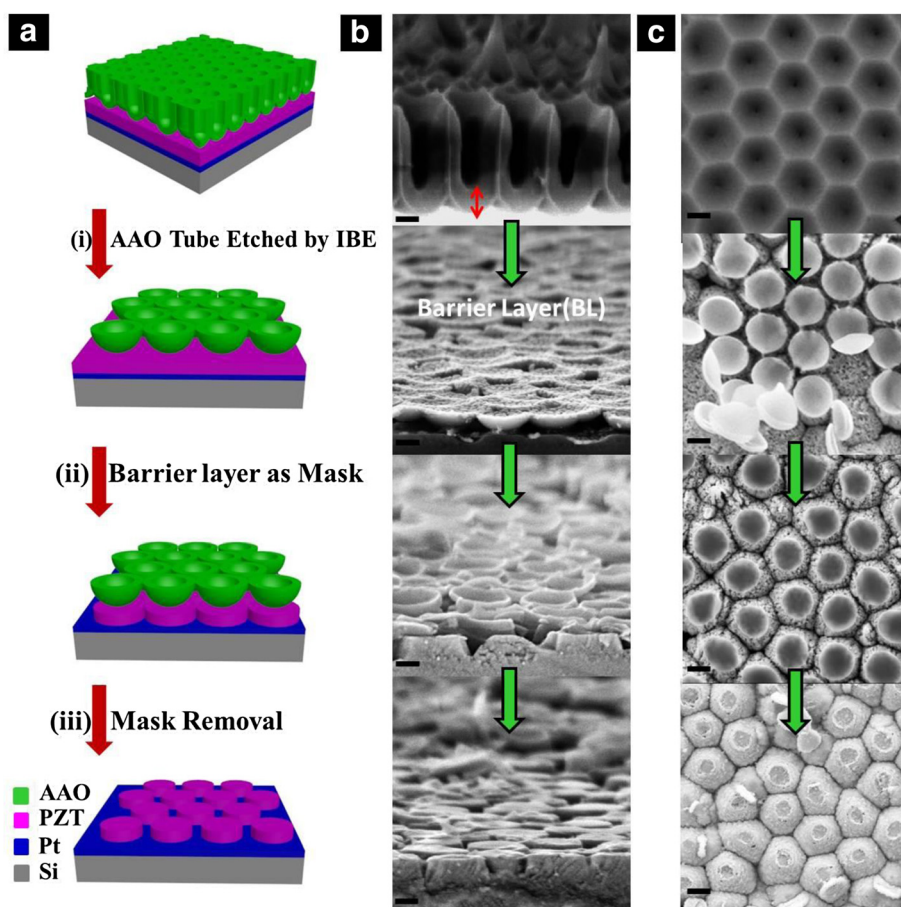 a
b
c
(i) AAO Tube Etched by IBE
Barrier Layer(BL)
(ii) Barrier layer as Mask
(iii) Mask Removal
AAO
PZT
Pt
Si